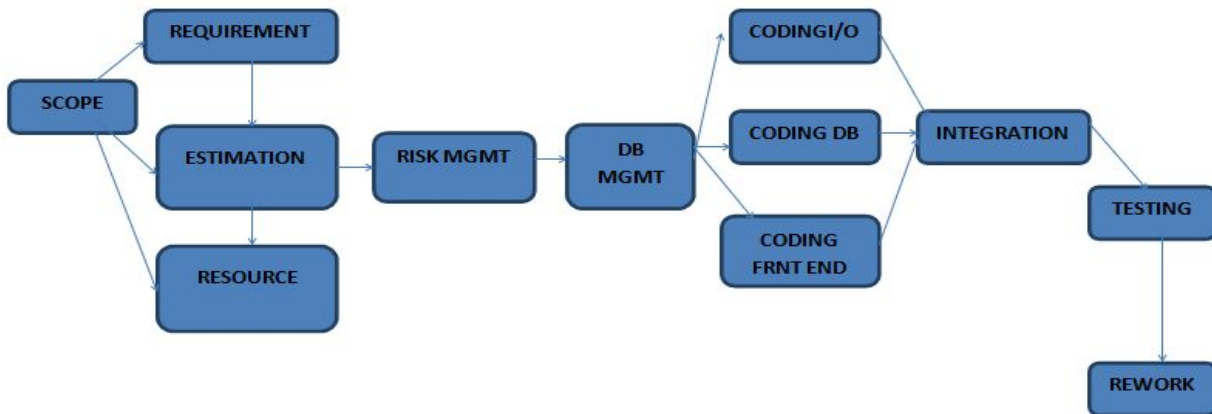 REQUIREMENT
SCOPE
ESTIMATION
RESOURCE
RISK MGMT
DB
MGMT
CODINGI/O
CODING DB
CODING
FRNT END
INTEGRATION
TESTING
REWORK